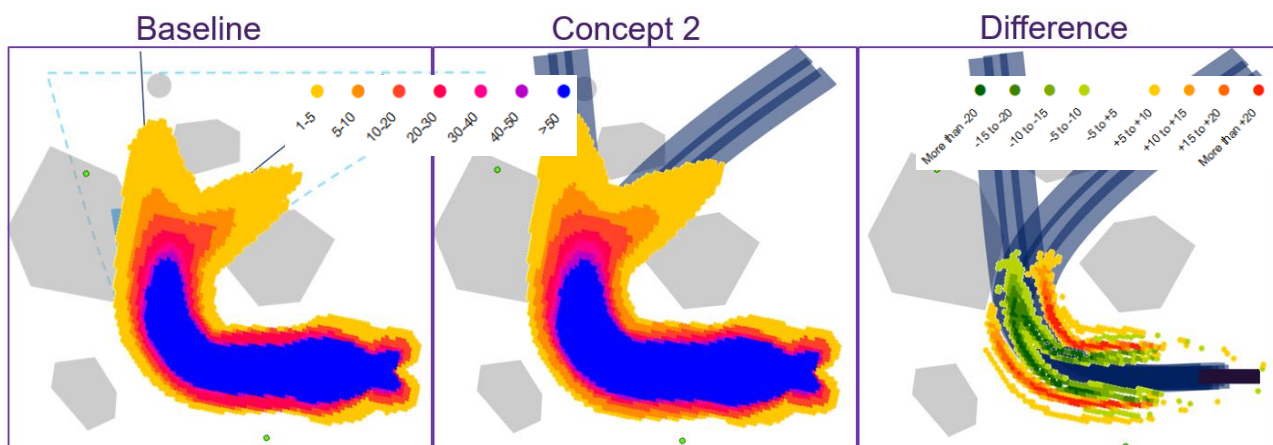 Baseline
Concept 2
Difference
1-5
5-10
10-20
20-30
30-40
40-50
>50
More than -20
-15 to -20
-10 to -15
-5 to -10
-5 to +5
+5 to +10
+10 to +15
+15 to +20
More than +20